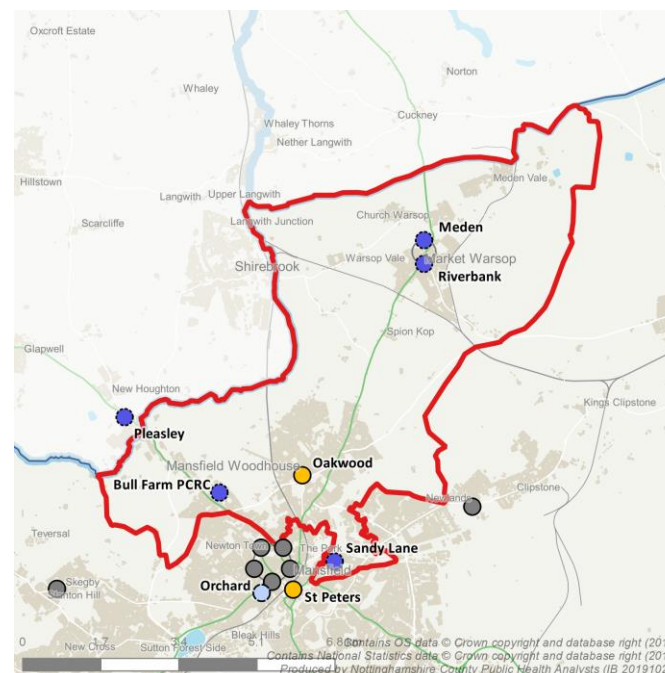 Oxcroft Estate
Norton
Whaley
Cuckney
Whaley Thorns
Nether Langwith
Hillstown
Meden Vale
Langwith
Upper Langwith
Scarcliffe
Langwith Junction
Church Warsop
Meden
Shirebrook
Warsop Vale
Market Warsop
Riverbank
Spion Kop
Glapwell
New Houghton
Kings Clipstone
Pleasley
Mansfield Woodhouse
Oakwood
Bull Farm PCRC
Clipstone
Newlands
Teversal
Newton Town
The Park
Sandy Lane
Mansfield
Skegby
Stanton Hill
Orchard
St Peters
Bleak Hills
New Cross
Sutton Forest Side
0 1.7 3.4 5.1 6.8
Contains OS data © Crown copyright and database right (201
Contains National Statistics data © Crown copyright and database right (201
Produced by Nottinghamshire County Public Health Analysts (IB 2019102